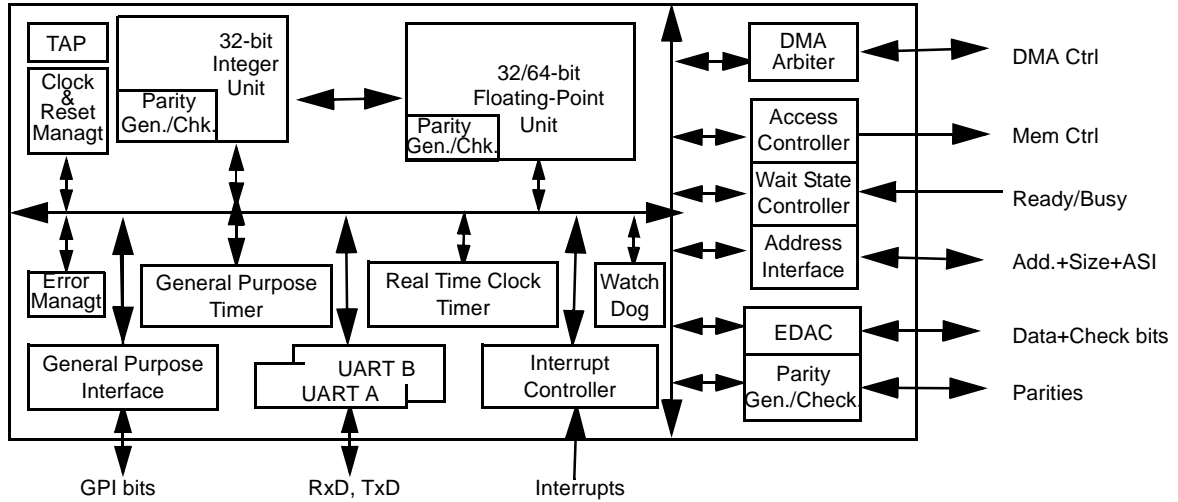 TAP
Clock
&
Reset
Managt
32-bit
Integer
Unit
Parity
Gen./Chk.
32/64-bit
Floating-Point
Unit
Parity
Gen./Chk.
DMA
Arbiter
DMA Ctrl
Access
Controller
Mem Ctrl
Wait State
Controller
Ready/Busy
Address
Interface
Add.+Size+ASI
Error
Managt
General Purpose
Timer
Real Time Clock
Timer
Watch
Dog
EDAC
Data+Check bits
Parity
Gen./Check.
Parities
General Purpose
Interface
UART B
UART A
Interrupt
Controller
GPI bits
RxD, TxD
Interrupts